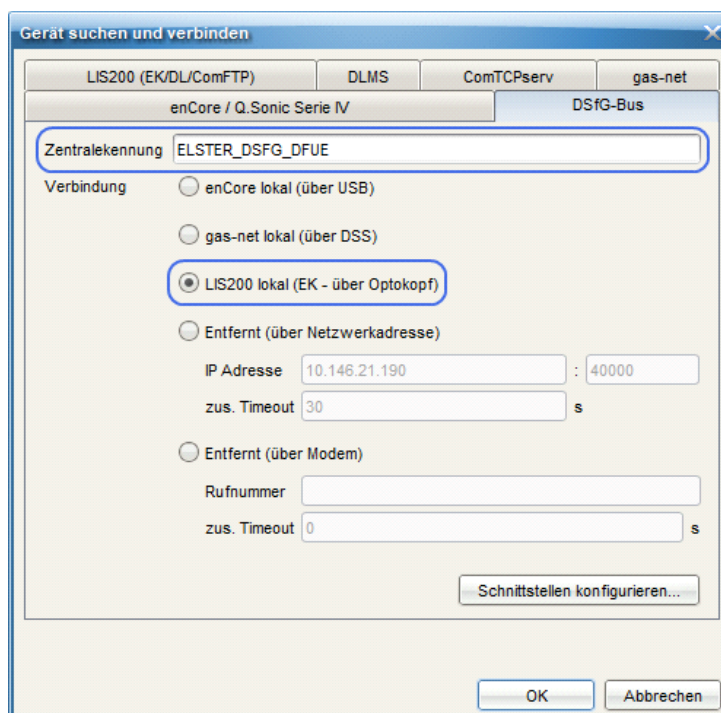 Gerät suchen und verbinden
LIS200 (EK/DL/ComFTP) DLMS ComTCPserv gas-net
enCore / Q.Sonic Serie IV DSfG-Bus
Zentralekennung ELSTER_DSFG_DFUE
Verbindung enCore lokal (über USB)
gas-net lokal (über DSS)
LIS200 lokal (EK - über Optokopf)
Entfernt (über Netzwerkadresse)
IP Adresse 10.146.21.190 : 40000
zus. Timeout 30 s
Entfernt (über Modem)
Rufnummer
zus. Timeout 0 s
Schnittstellen konfigurieren...
OK Abbrechen